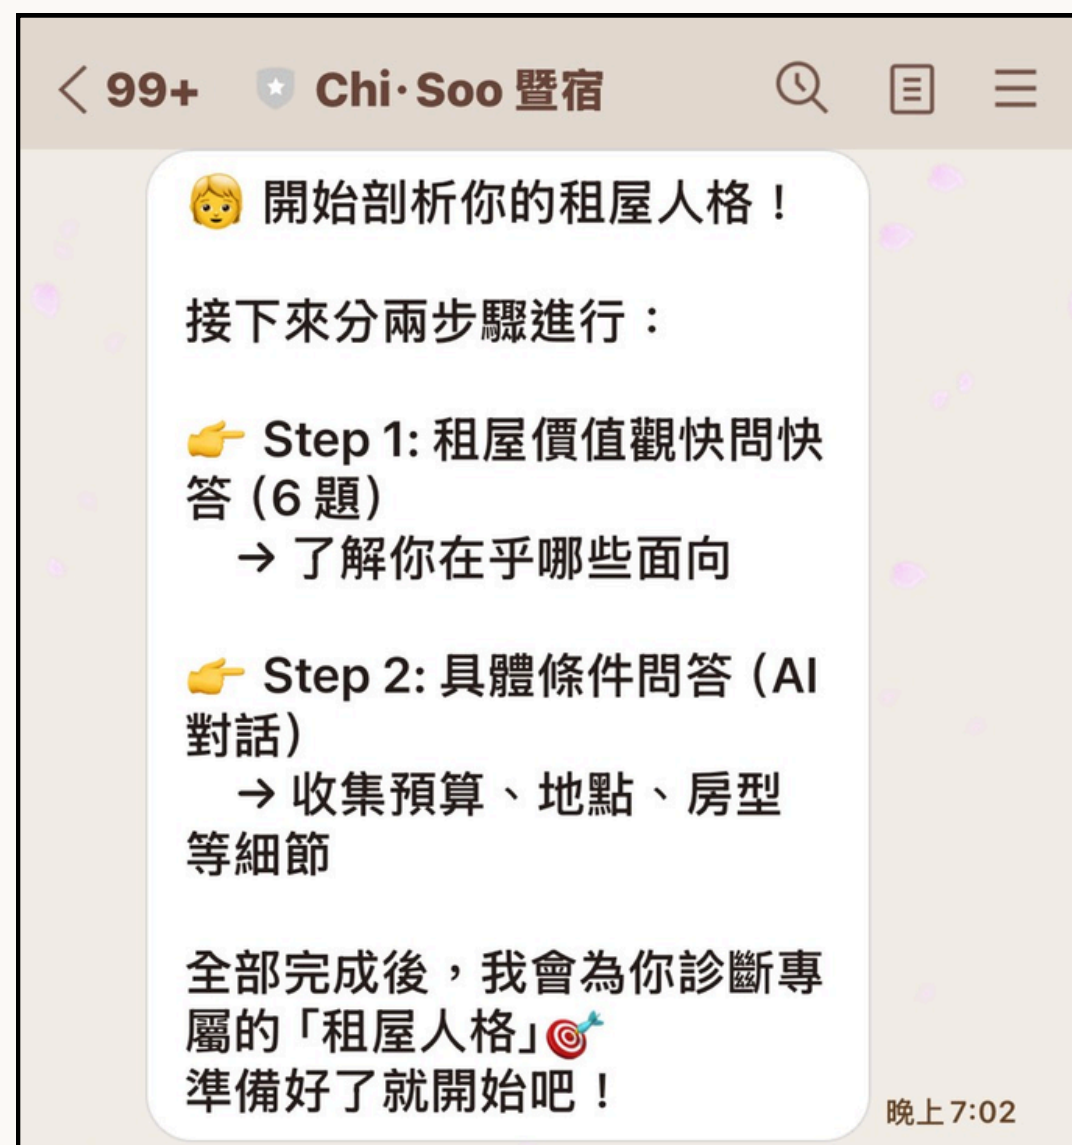 99+ Chi·Soo 暨宿
🧒 開始剖析你的租屋人格！
接下來分兩步驟進行：
👉 Step 1: 租屋價值觀快問快
答（6 題）
→ 了解你在乎哪些面向
👉 Step 2: 具體條件問答（AI
對話）
→ 收集預算、地點、房型
等細節
全部完成後，我會為你診斷專
屬的「租屋人格」🎯
準備好了就開始吧！
晚上 7:02